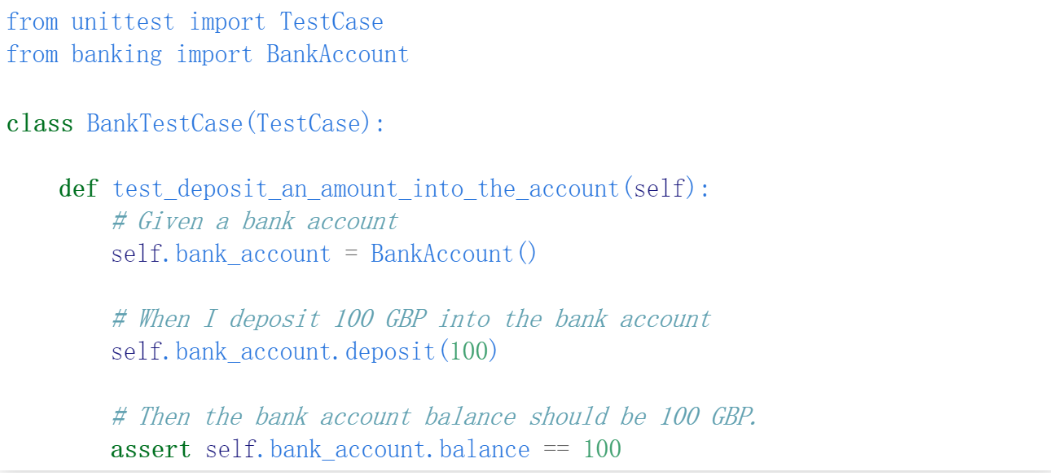 from unittest import TestCase
from banking import BankAccount
class BankTestCase(TestCase):
def test_deposit_an_amount_into_the_account(self):
# Given a bank account
self.bank_account = BankAccount()
# When I deposit 100 GBP into the bank account
self.bank_account.deposit(100)
# Then the bank account balance should be 100 GBP.
assert self.bank_account.balance == 100